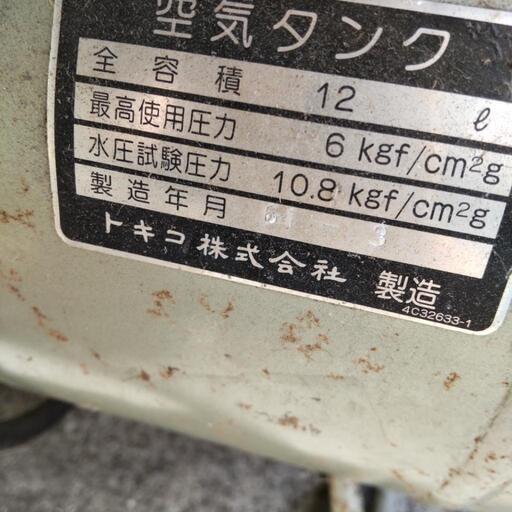 空気タンク
全容積 12 ℓ
最高使用圧力 6 kgf/cm²g
水圧試験圧力 10.8 kgf/cm²g
製造年月
トキコ株式会社 製造
4C32633-1